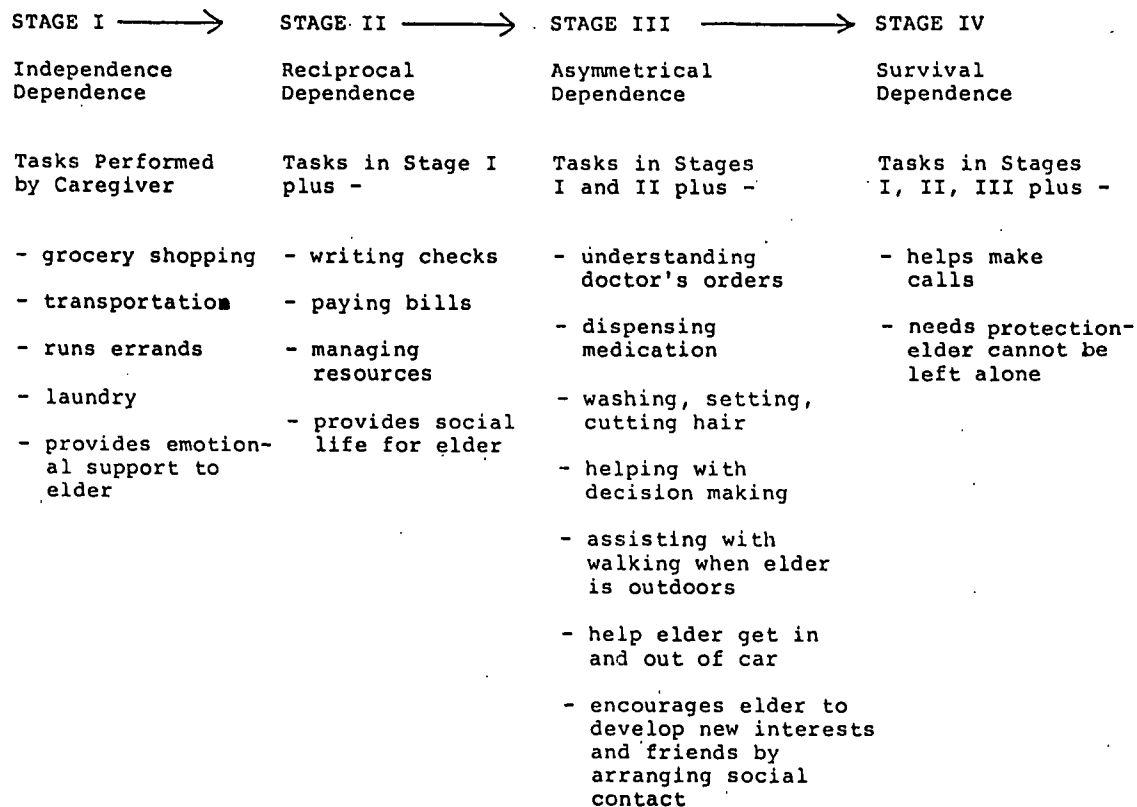 STAGE I → STAGE II → STAGE III → STAGE IV
Independence
Dependence
Reciprocal
Dependence
Asymmetrical
Dependence
Survival
Dependence
Tasks Performed
by Caregiver
- grocery shopping
- transportation
- runs errands
- laundry
- provides emotion-
al support to
elder
Tasks in Stage I
plus -
- writing checks
- paying bills
- managing
resources
- provides social
life for elder
Tasks in Stages
I and II plus -
- understanding
doctor's orders
- dispensing
medication
- washing, setting,
cutting hair
- helping with
decision making
- assisting with
walking when elder
is outdoors
- help elder get in
and out of car
- encourages elder to
develop new interests
and friends by
arranging social
contact
Tasks in Stages
I, II, III plus -
- helps make
calls
- needs protection-
elder cannot be
left alone